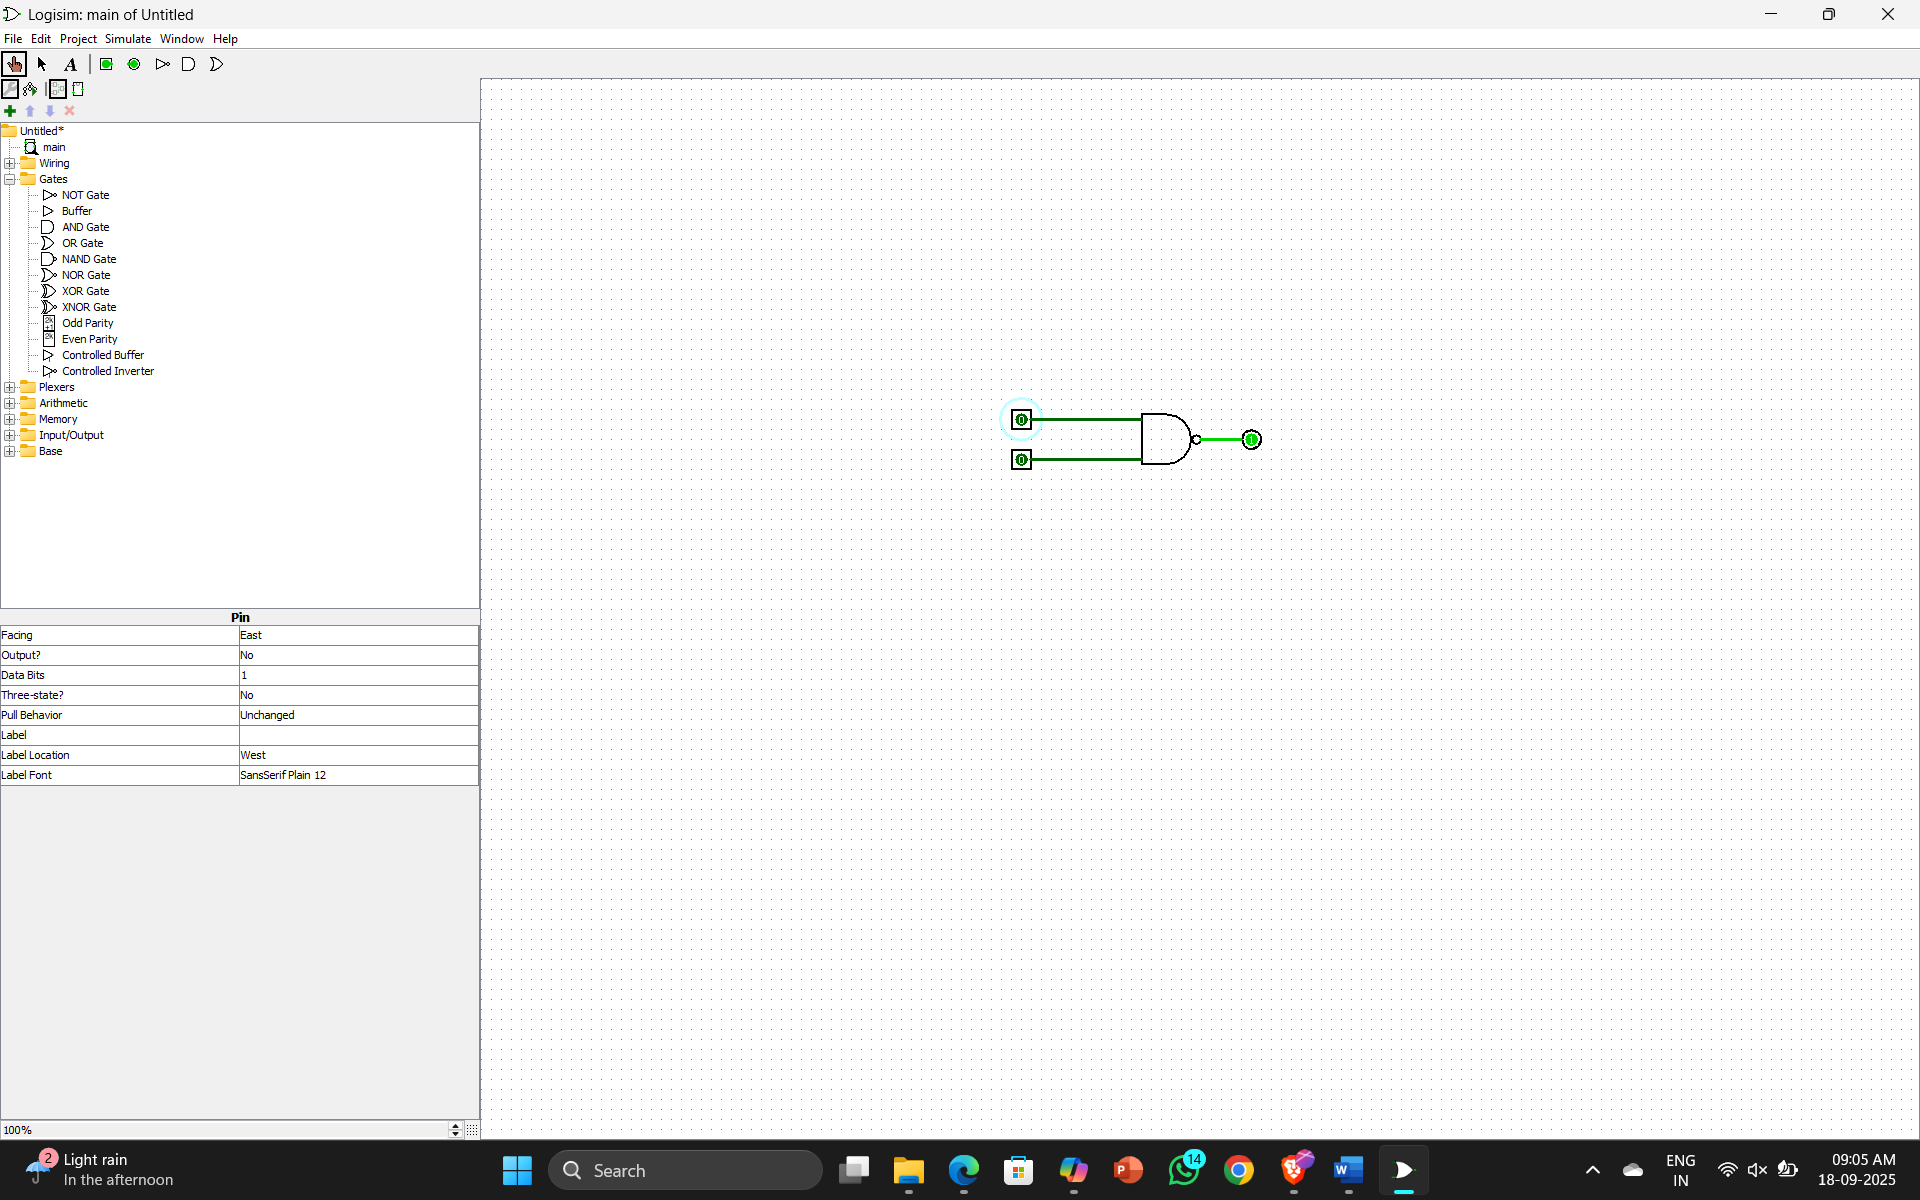 Logisim: main of Untitled
File Edit Project Simulate Window Help
A
Untitled*
main
Wiring
Gates
NOT Gate
Buffer
AND Gate
OR Gate
NAND Gate
NOR Gate
XOR Gate
XNOR Gate
Odd Parity
Even Parity
Controlled Buffer
Controlled Inverter
Plexers
Arithmetic
Memory
Input/Output
Base
0
0
1
Pin
Facing East
Output? No
Data Bits 1
Three-state? No
Pull Behavior Unchanged
Label
Label Location West
Label Font SansSerif Plain 12
100%
2
Light rain
In the afternoon
Search
14
ENG
IN
09:05 AM
18-09-2025